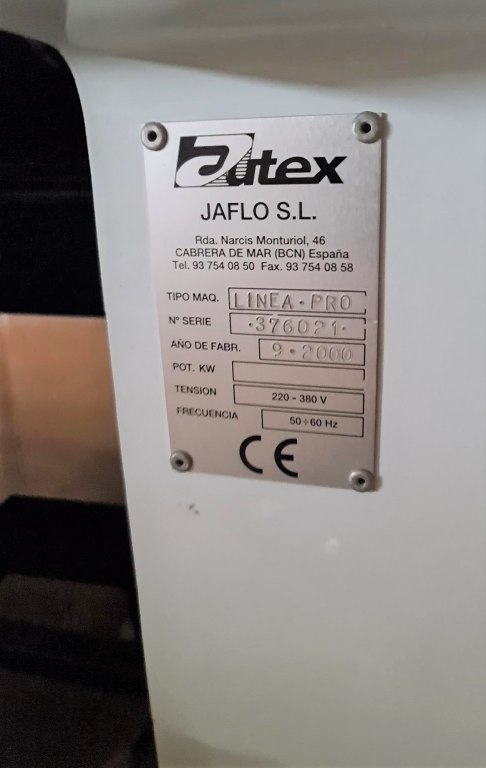 autex
JAFLO S.L.
Rda. Narcis Monturiol, 46
CABRERA DE MAR (BCN) España
Tel. 93 754 08 50 Fax. 93 754 08 58
TIPO MAQ. LINEA-PRO
Nº SERIE ·376021·
AÑO DE FABR. 9-2000
POT. KW
TENSION 220 - 380 V
FRECUENCIA 50÷60 Hz
CE